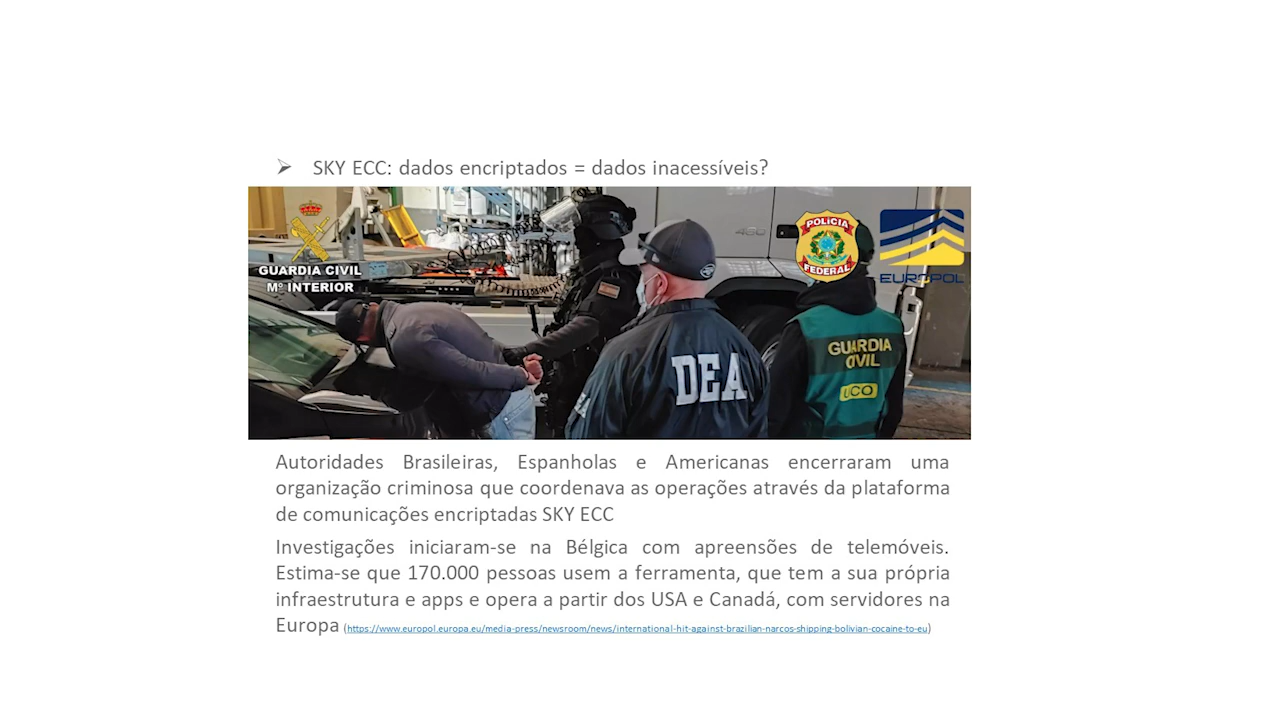 ➢ SKY ECC: dados encriptados = dados inacessíveis?
GUARDIA CIVIL
Mº INTERIOR
POLÍCIA
FEDERAL
EUROPOL
460
DEA
GUARDIA
CIVIL
UCO
Autoridades Brasileiras, Espanholas e Americanas encerraram uma
organização criminosa que coordenava as operações através da plataforma
de comunicações encriptadas SKY ECC
Investigações iniciaram-se na Bélgica com apreensões de telemóveis.
Estima-se que 170.000 pessoas usem a ferramenta, que tem a sua própria
infraestrutura e apps e opera a partir dos USA e Canadá, com servidores na
Europa (https://www.europol.europa.eu/media-press/newsroom/news/international-hit-against-brazilian-narcos-shipping-bolivian-cocaine-to-eu)